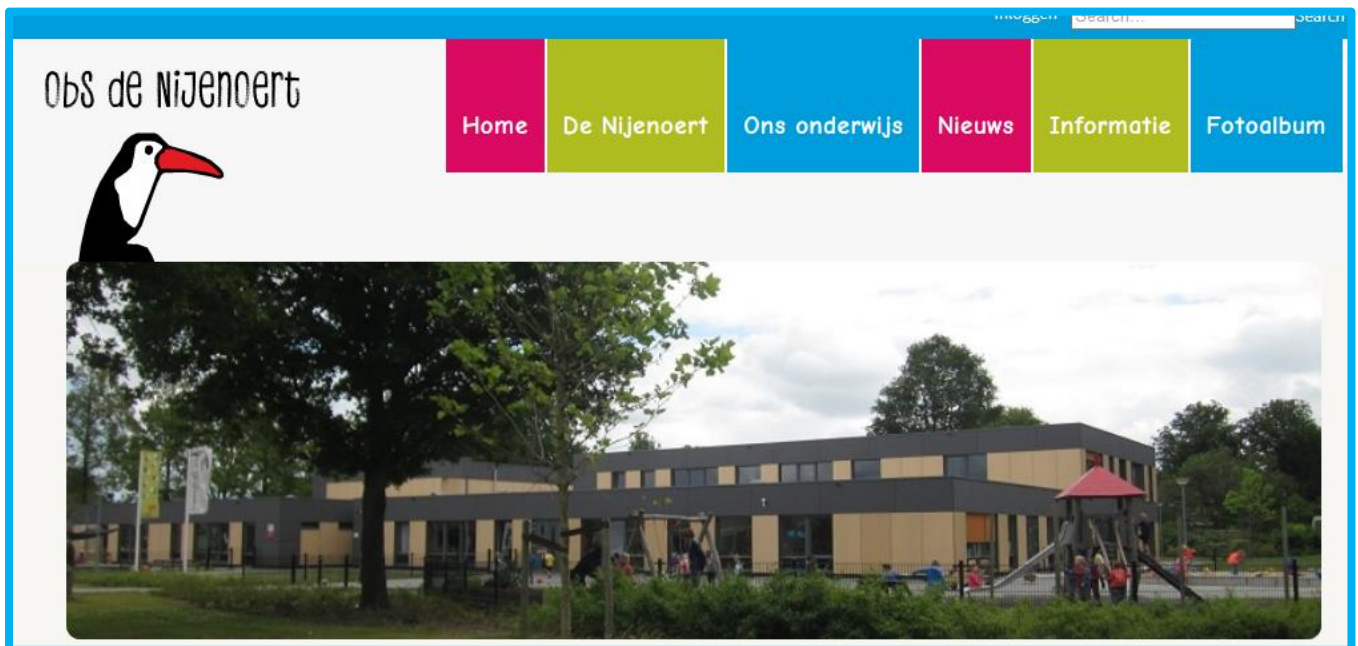 Inloggen Search... Search
Obs de Nijenoert
Home De Nijenoert Ons onderwijs Nieuws Informatie Fotoalbum